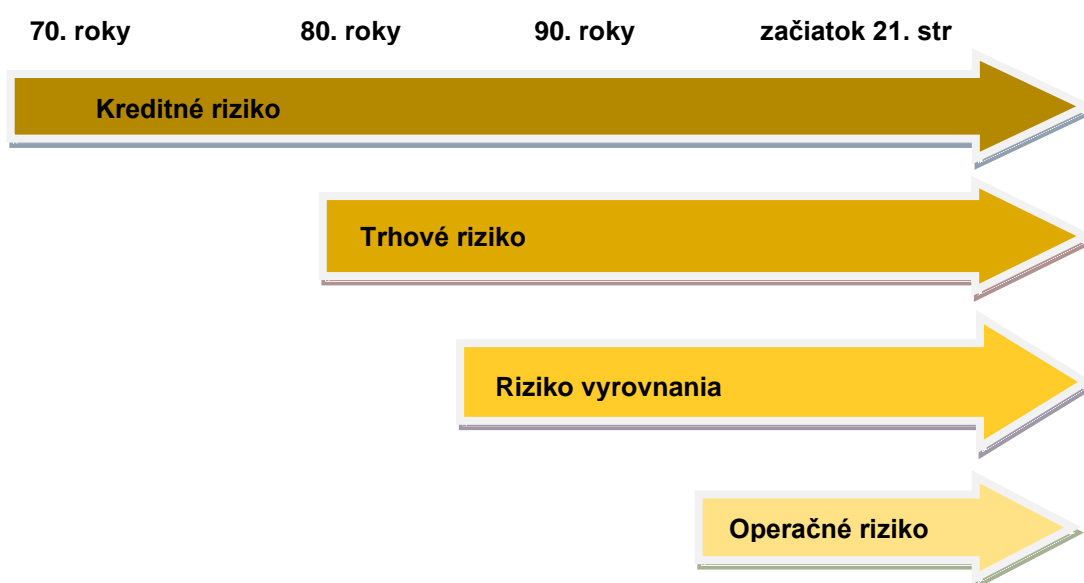 70. roky 80. roky 90. roky začiatok 21. str
Kreditné riziko
Trhové riziko
Riziko vyrovnania
Operačné riziko